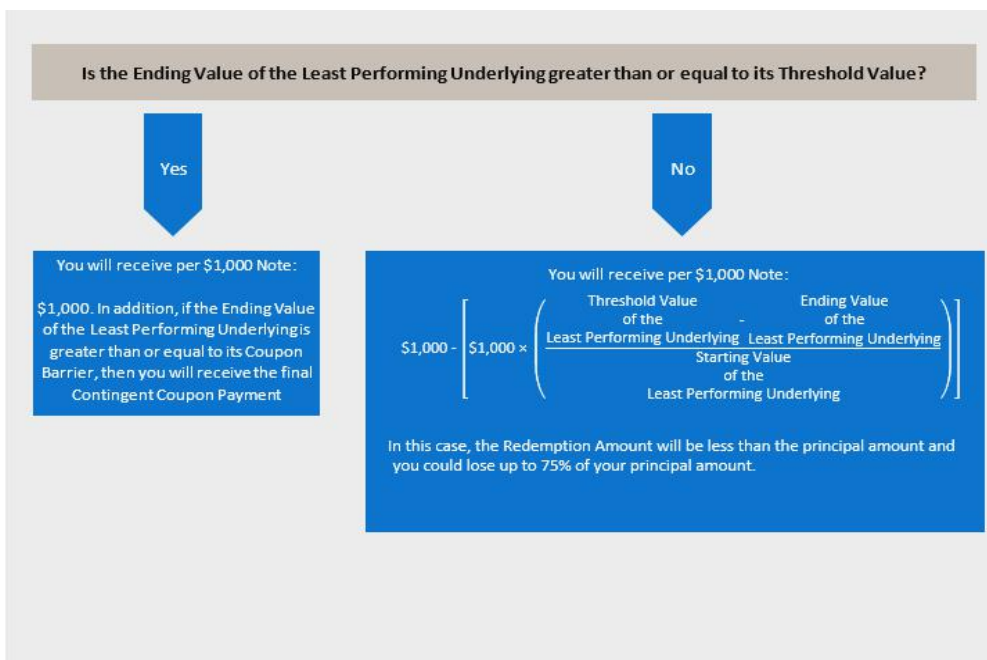 Is the Ending Value of the Least Performing Underlying greater than or equal to its Threshold Value?
Yes
No
You will receive per $1,000 Note:
$1,000. In addition, if the Ending Value
of the Least Performing Underlying is
greater than or equal to its Coupon
Barrier, then you will receive the final
Contingent Coupon Payment
You will receive per $1,000 Note:
Threshold Value Ending Value
of the - of the
$1,000 - [ $1,000 × ( Least Performing Underlying Least Performing Underlying ) ]
Starting Value
of the
Least Performing Underlying
In this case, the Redemption Amount will be less than the principal amount and
you could lose up to 75% of your principal amount.